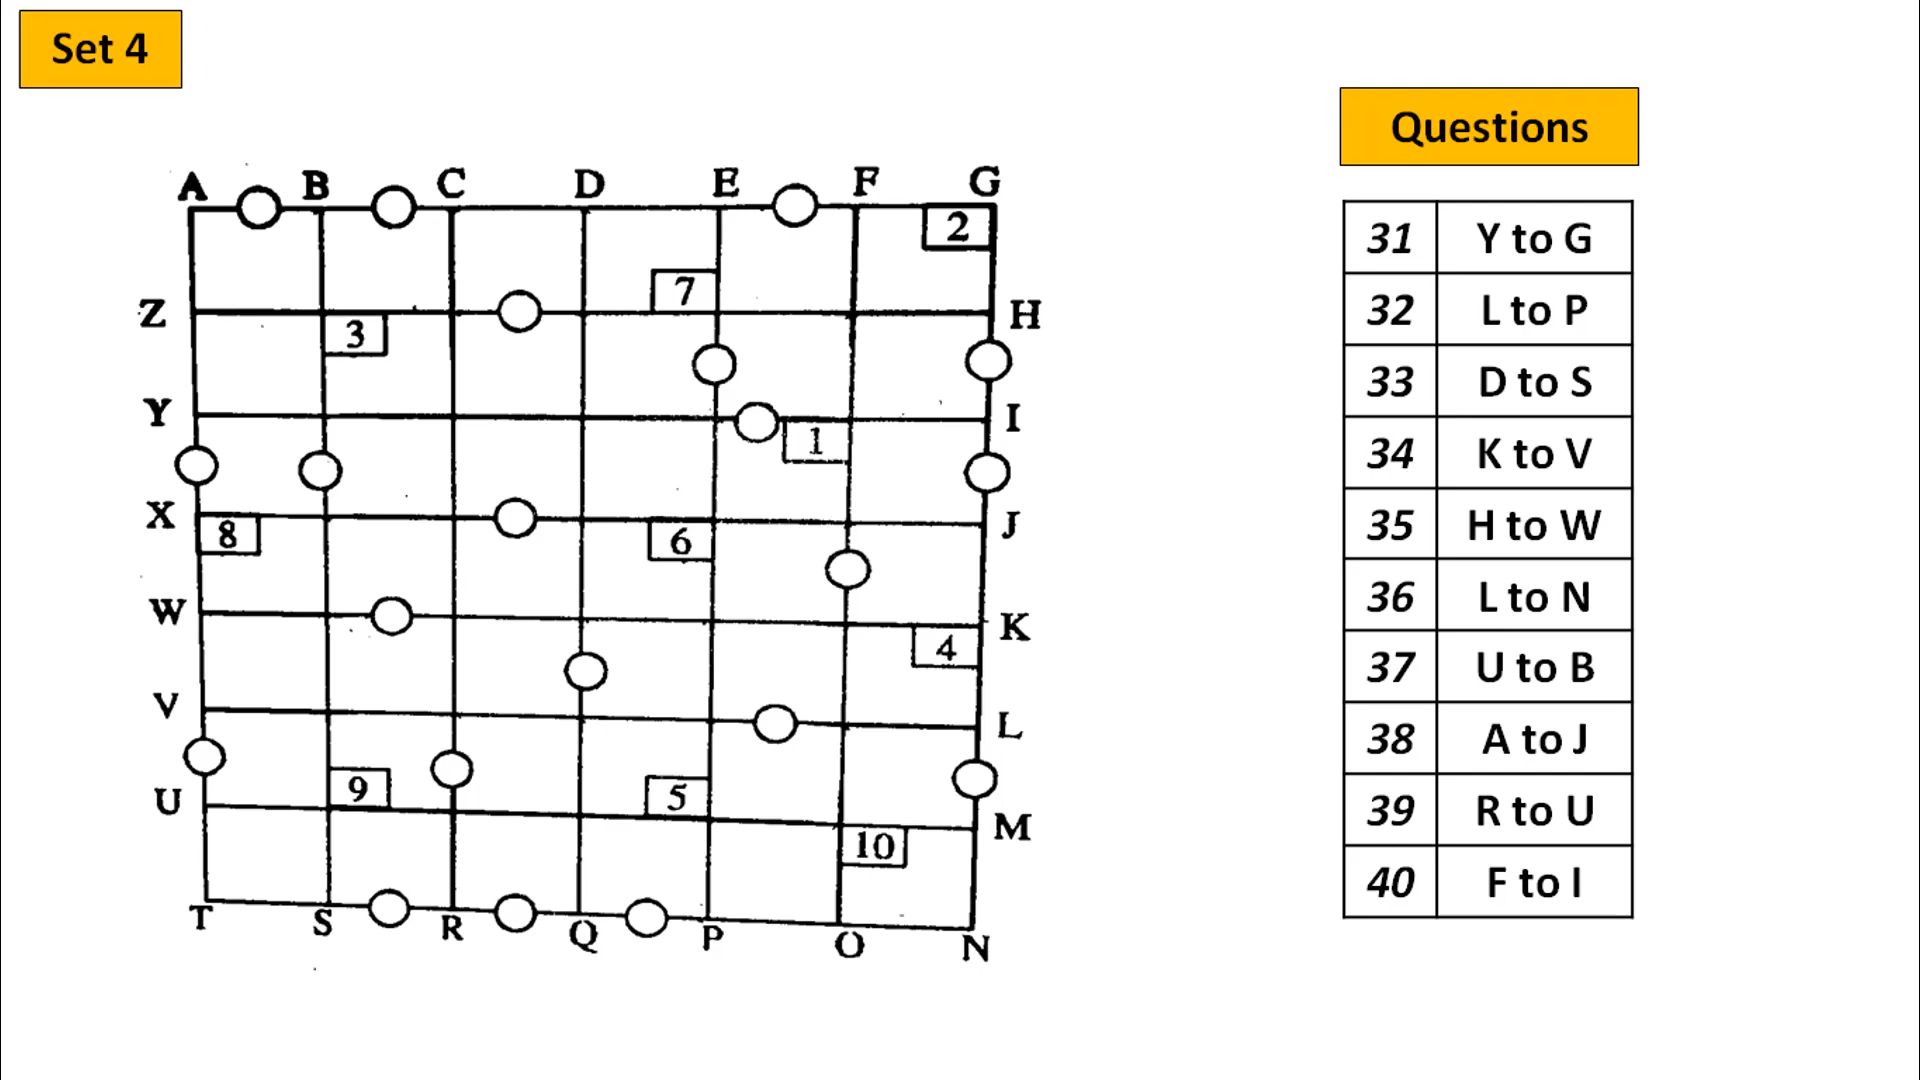 Set 4
Questions
A B C D E F G
2
7
Z H
3
Y I
1
X J
8 6
W K
4
V L
9 5
U M
10
T S R Q P O N
31 Y to G
32 L to P
33 D to S
34 K to V
35 H to W
36 L to N
37 U to B
38 A to J
39 R to U
40 F to I